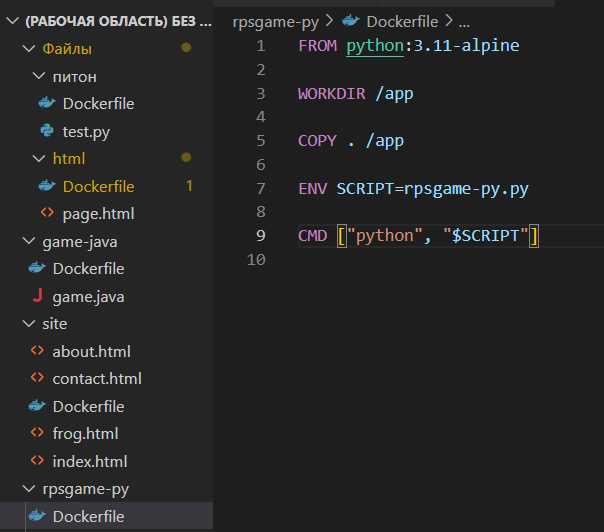 (РАБОЧАЯ ОБЛАСТЬ) БЕЗ ...
Файлы
питон
Dockerfile
test.py
html
Dockerfile 1
page.html
game-java
Dockerfile
game.java
site
about.html
contact.html
Dockerfile
frog.html
index.html
rpsgame-py
Dockerfile
rpsgame-py > Dockerfile > ...
1 FROM python:3.11-alpine
2
3 WORKDIR /app
4
5 COPY . /app
6
7 ENV SCRIPT=rpsgame-py.py
8
9 CMD ["python", "$SCRIPT"]
10